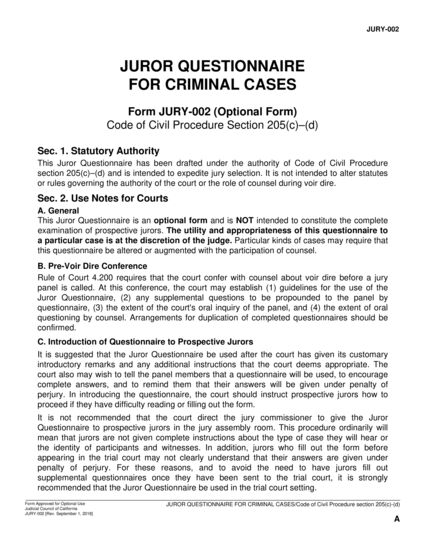 JURY-002
JUROR QUESTIONNAIRE
FOR CRIMINAL CASES
Form JURY-002 (Optional Form)
Code of Civil Procedure Section 205(c)–(d)
Sec. 1. Statutory Authority
This Juror Questionnaire has been drafted under the authority of Code of Civil Procedure
section 205(c)–(d) and is intended to expedite jury selection. It is not intended to alter statutes
or rules governing the authority of the court or the role of counsel during voir dire.
Sec. 2. Use Notes for Courts
A. General
This Juror Questionnaire is an optional form and is NOT intended to constitute the complete
examination of prospective jurors. The utility and appropriateness of this questionnaire to
a particular case is at the discretion of the judge. Particular kinds of cases may require that
this questionnaire be altered or augmented with the participation of counsel.
B. Pre-Voir Dire Conference
Rule of Court 4.200 requires that the court confer with counsel about voir dire before a jury
panel is called. At this conference, the court may establish (1) guidelines for the use of the
Juror Questionnaire, (2) any supplemental questions to be propounded to the panel by
questionnaire, (3) the extent of the court's oral inquiry of the panel, and (4) the extent of oral
questioning by counsel. Arrangements for duplication of completed questionnaires should be
confirmed.
C. Introduction of Questionnaire to Prospective Jurors
It is suggested that the Juror Questionnaire be used after the court has given its customary
introductory remarks and any additional instructions that the court deems appropriate. The
court also may wish to tell the panel members that a questionnaire will be used, to encourage
complete answers, and to remind them that their answers will be given under penalty of
perjury. In introducing the questionnaire, the court should instruct prospective jurors how to
proceed if they have difficulty reading or filling out the form.
It is not recommended that the court direct the jury commissioner to give the Juror
Questionnaire to prospective jurors in the jury assembly room. This procedure ordinarily will
mean that jurors are not given complete instructions about the type of case they will hear or
the identity of participants and witnesses. In addition, jurors who fill out the form before
appearing in the trial court may not clearly understand that their answers are given under
penalty of perjury. For these reasons, and to avoid the need to have jurors fill out
supplemental questionnaires once they have been sent to the trial court, it is strongly
recommended that the Juror Questionnaire be used in the trial court setting.
Form Approved for Optional Use
Judicial Council of California
JURY-002 [Rev. September 1, 2018]
JUROR QUESTIONNAIRE FOR CRIMINAL CASES/Code of Civil Procedure section 205(c)-(d)
A